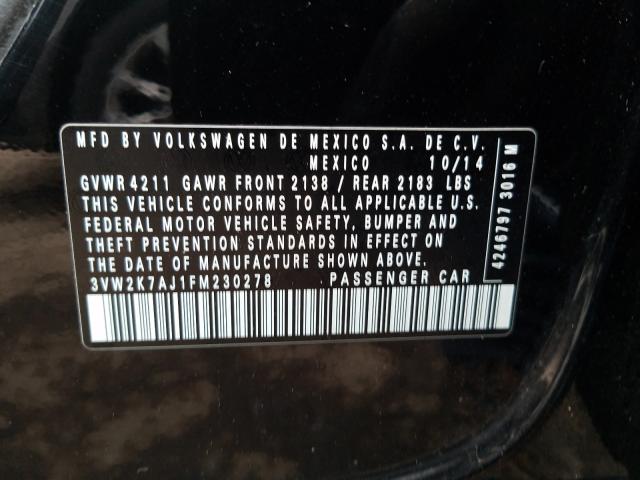 MFD BY VOLKSWAGEN DE MEXICO S.A. DE C.V.
MEXICO 10/14
GVWR 4211 GAWR FRONT 2138 / REAR 2183 LBS
THIS VEHICLE CONFORMS TO ALL APPLICABLE U.S.
FEDERAL MOTOR VEHICLE SAFETY, BUMPER AND
THEFT PREVENTION STANDARDS IN EFFECT ON
THE DATE OF MANUFACTURE SHOWN ABOVE.
3VW2K7AJ1FM230278 PASSENGER CAR
4246797 3016 M